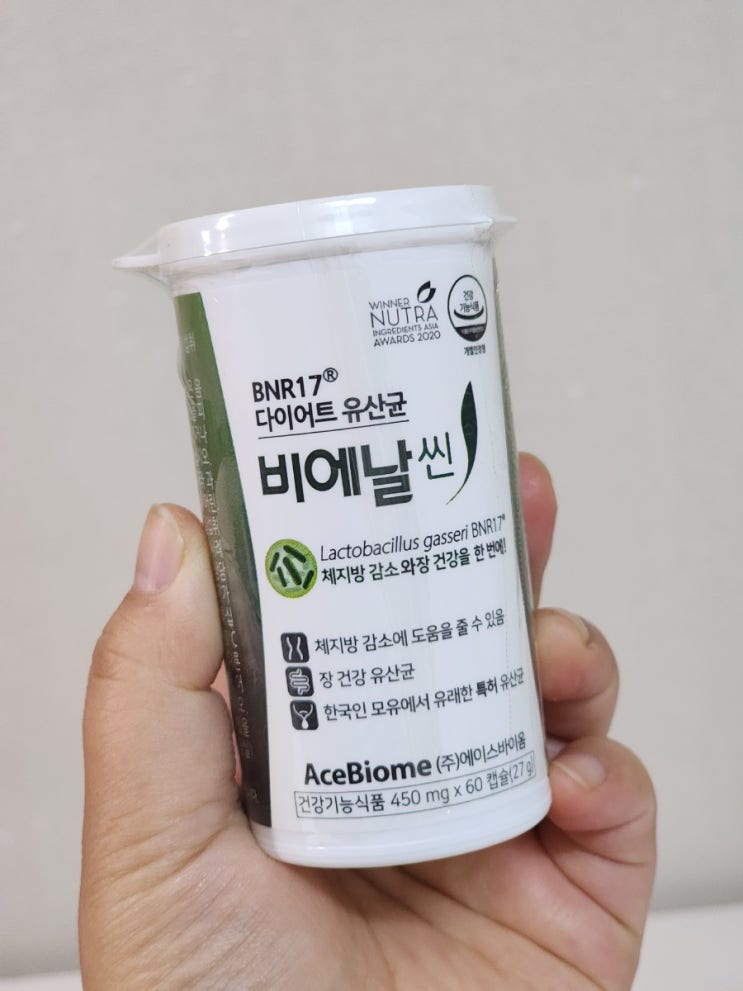 WINNER
NUTRA
INGREDIENTS ASIA
AWARDS 2020
건강
기능식품
개별인정형
BNR17®
다이어트 유산균
비에날씬
Lactobacillus gasseri BNR17®
체지방 감소와 장 건강을 한 번에!
체지방 감소에 도움을 줄 수 있음
장 건강 유산균
한국인 모유에서 유래한 특허 유산균
AceBiome (주)에이스바이옴
건강기능식품 450 mg x 60 캡슐(27 g)